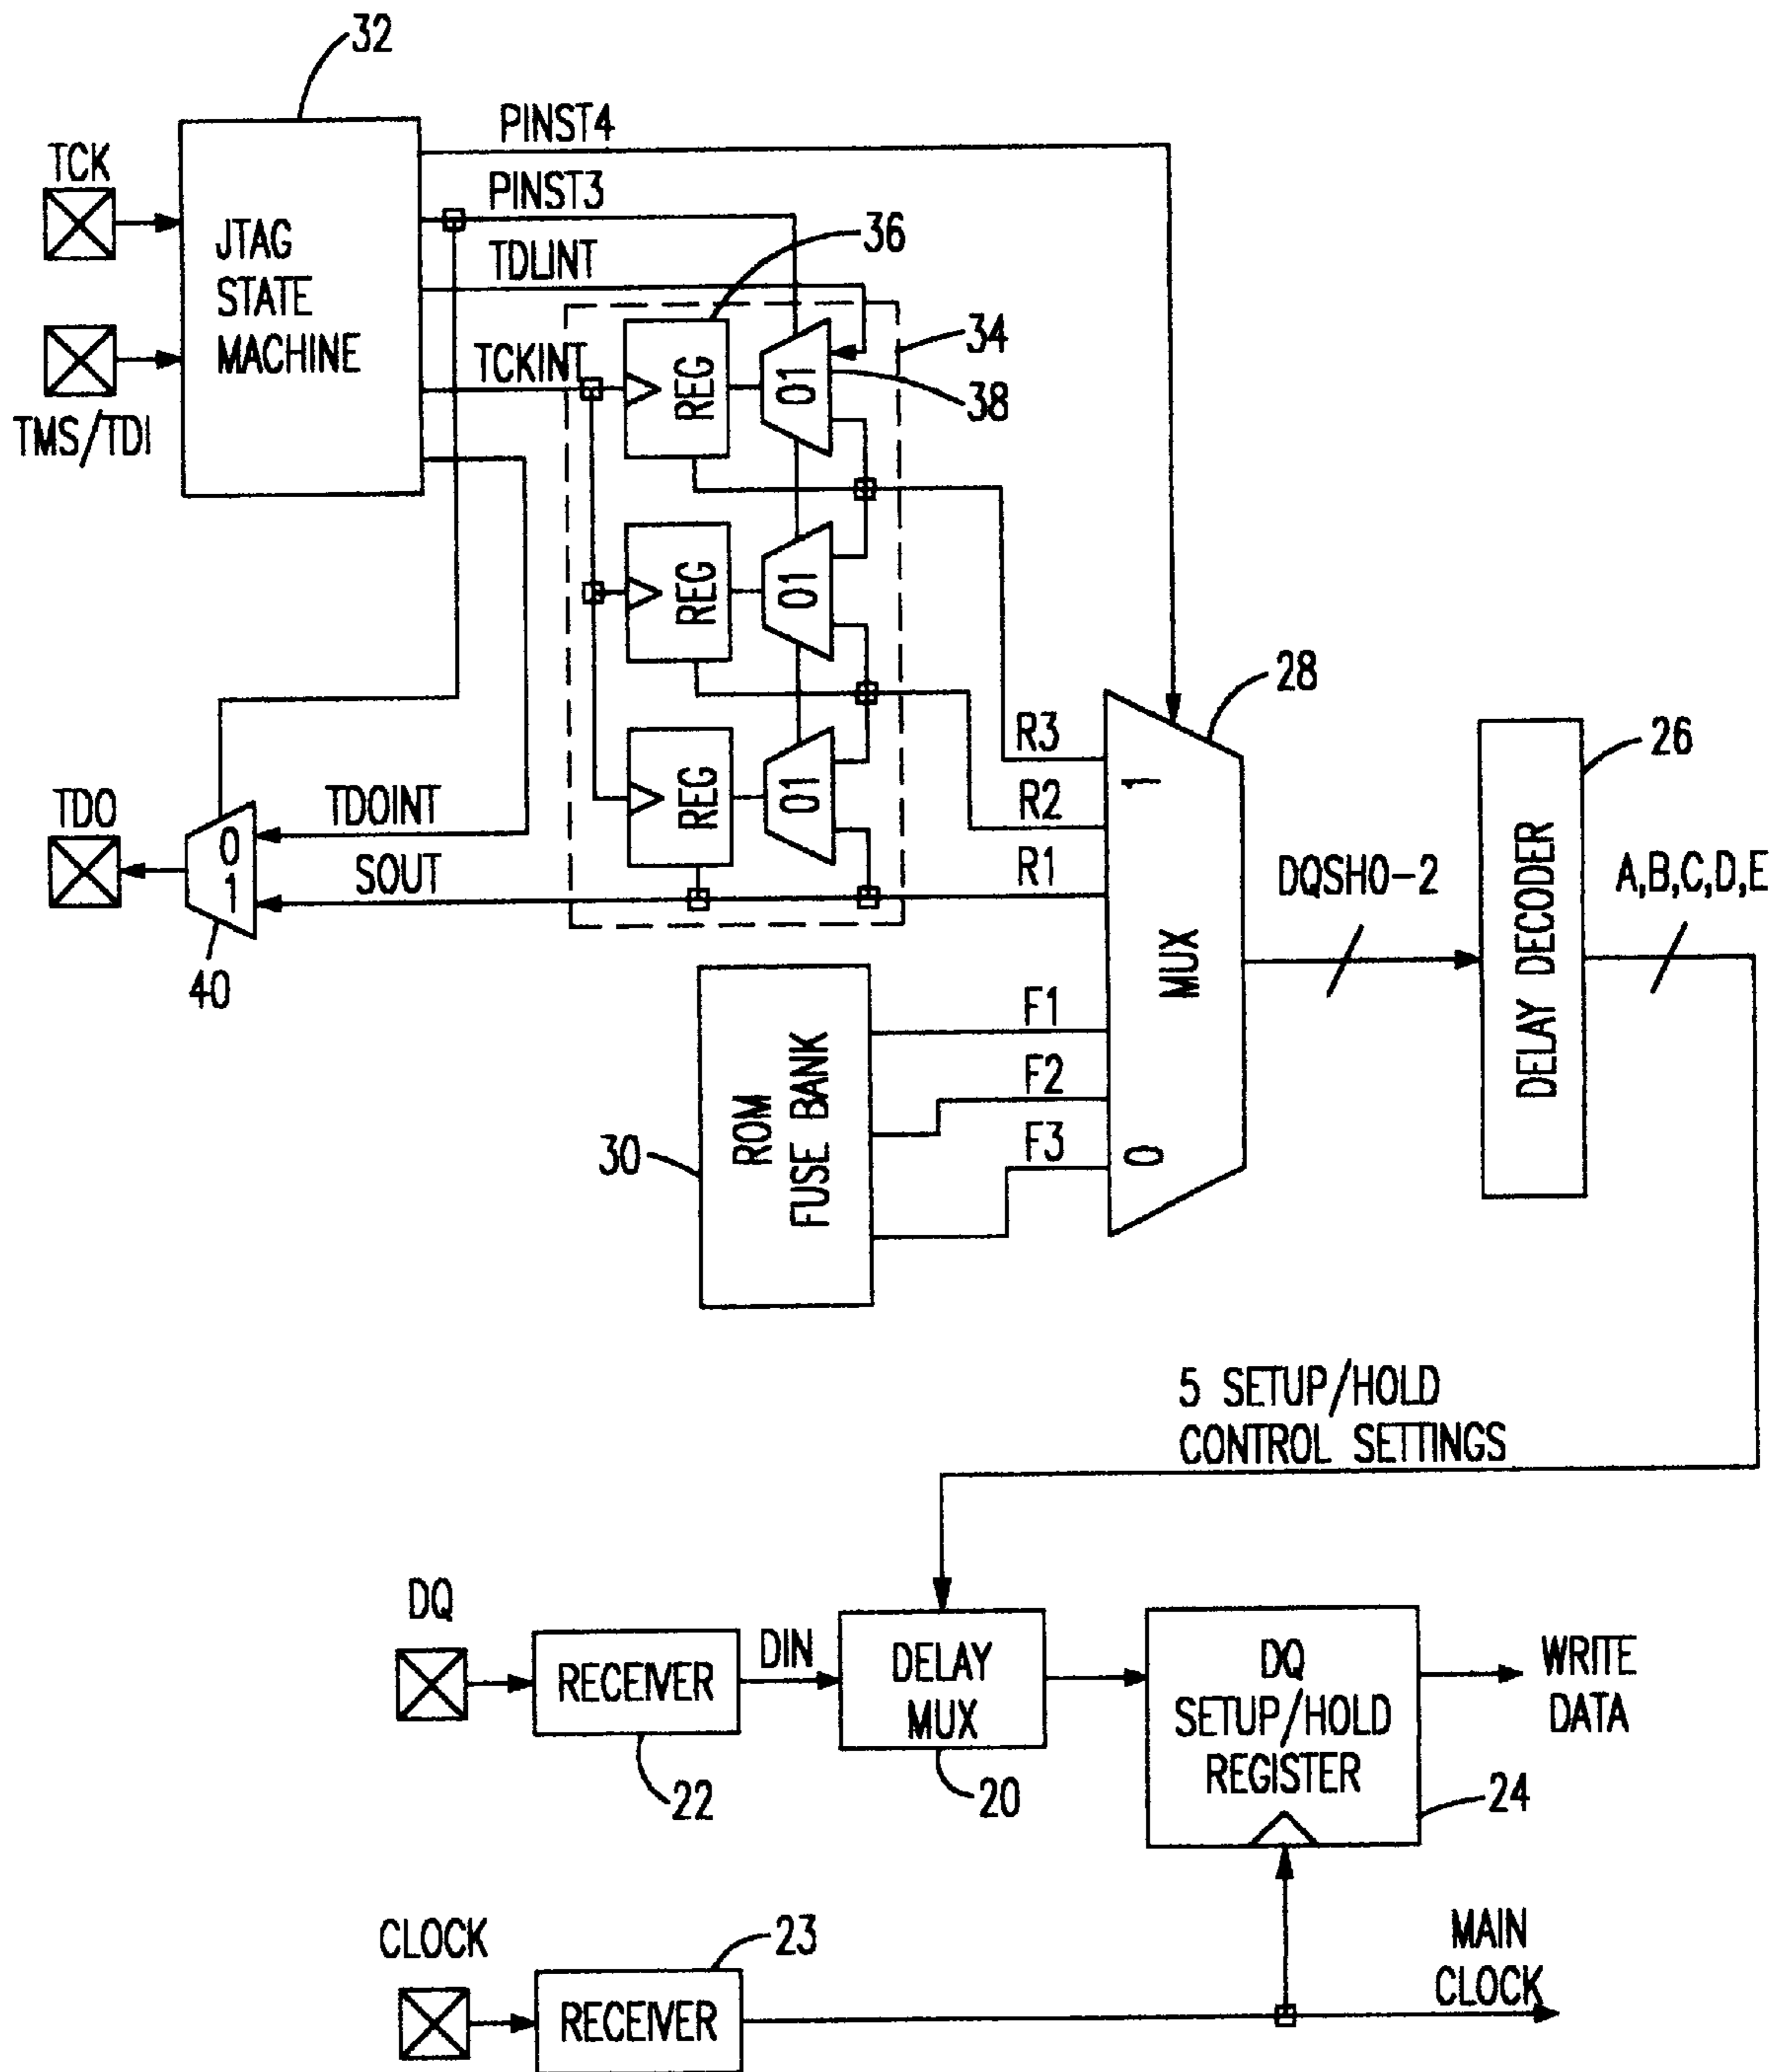 32
PINST4
TCK
PINST3
JTAG
STATE
MACHINE
36
TDLINT
34
REG
01
38
TCKINT
TMS/TDI
REG
01
28
R3
1
26
REG
01
R2
TDO
TDOINT
0
1
SOUT
R1
DQSH0-2
A,B,C,D,E
DELAY DECODER
MUX
40
F1
ROM
FUSE BANK
F2
30
F3
0
5 SETUP/HOLD
CONTROL SETTINGS
DQ
DIN
RECEIVER
DELAY
MUX
DQ
SETUP/HOLD
REGISTER
WRITE
DATA
22
20
24
CLOCK
23
MAIN
CLOCK
RECEIVER